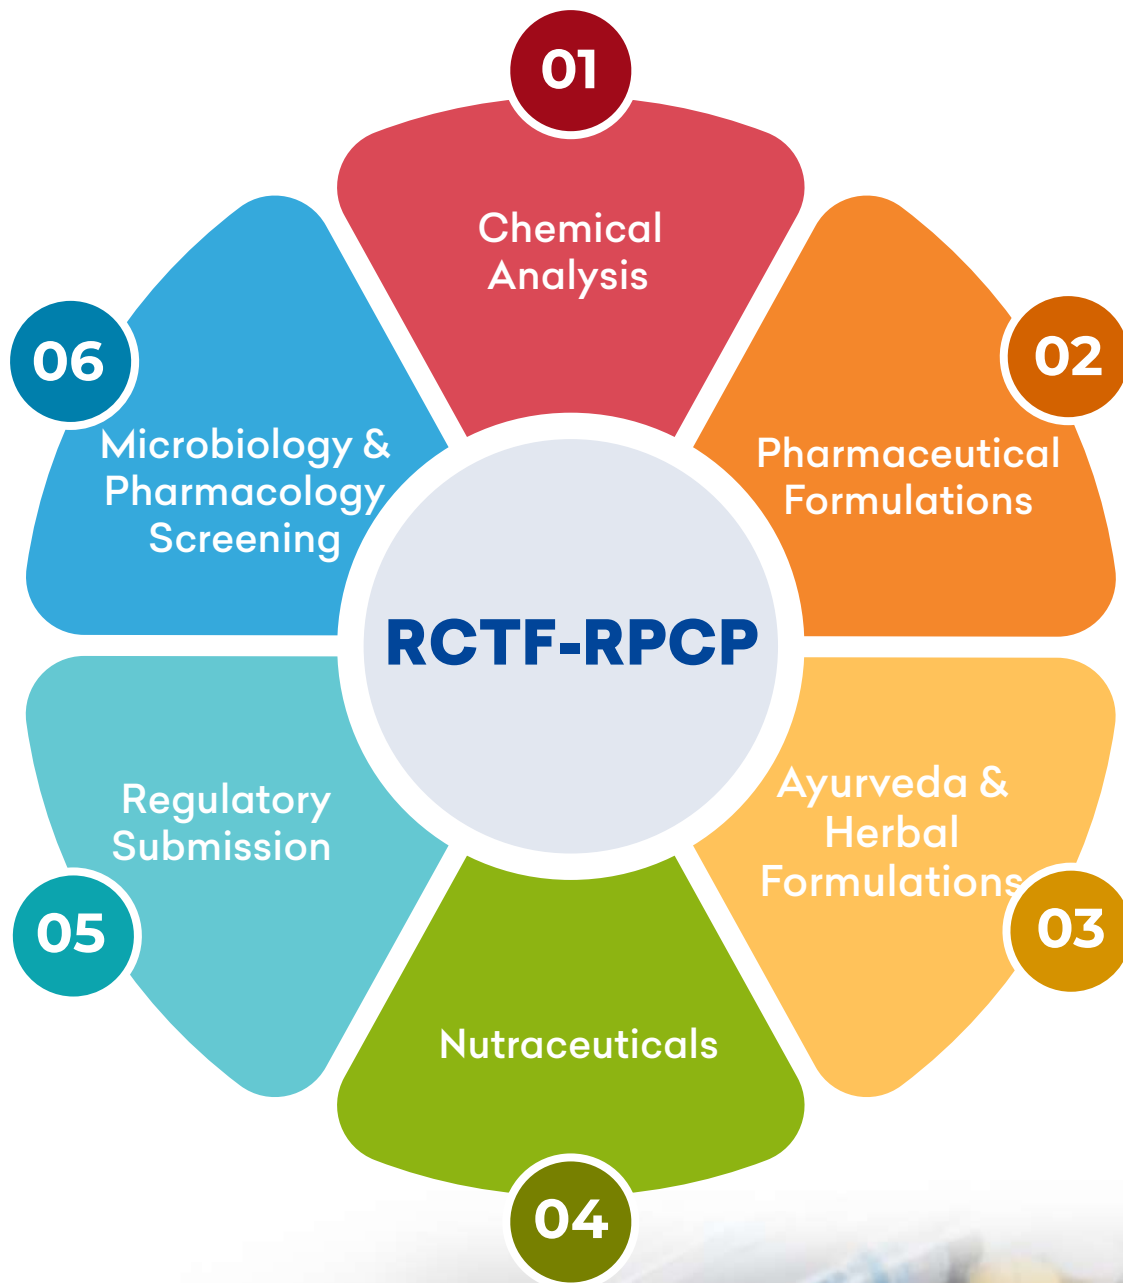 01
Chemical
Analysis
02
Pharmaceutical
Formulations
03
Ayurveda &
Herbal
Formulations
04
Nutraceuticals
05
Regulatory
Submission
06
Microbiology &
Pharmacology
Screening
RCTF-RPCP